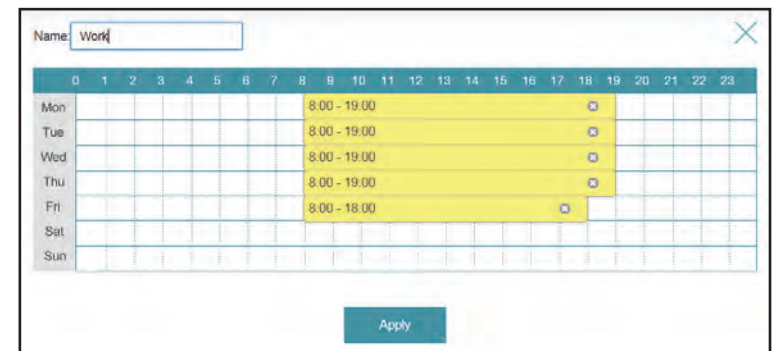 Name: Work
0 1 2 3 4 5 6 7 8 9 10 11 12 13 14 15 16 17 18 19 20 21 22 23
Mon 8:00 - 19:00
Tue 8:00 - 19:00
Wed 8:00 - 19:00
Thu 8:00 - 19:00
Fri 8:00 - 18:00
Sat
Sun
Apply